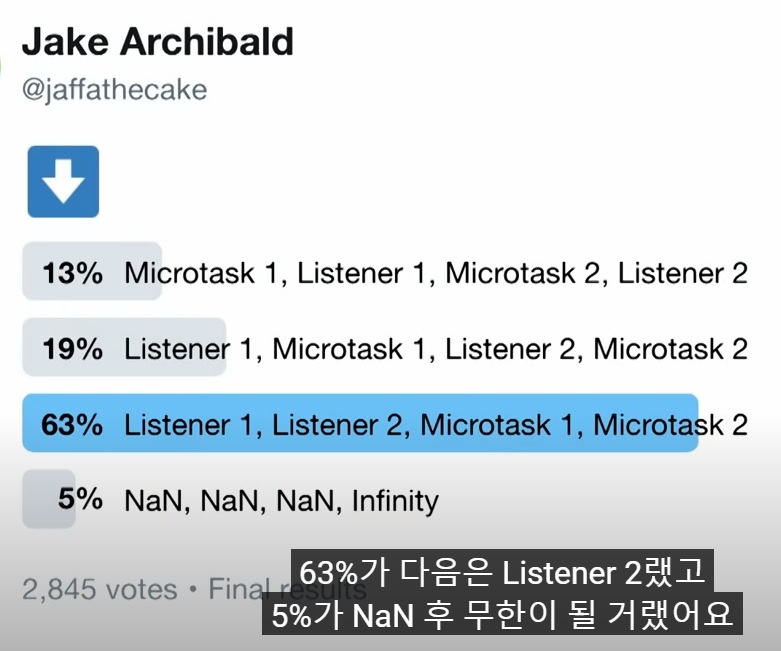 Jake Archibald
@jaffathecake
13% Microtask 1, Listener 1, Microtask 2, Listener 2
19% Listener 1, Microtask 1, Listener 2, Microtask 2
63% Listener 1, Listener 2, Microtask 1, Microtask 2
5% NaN, NaN, NaN, Infinity
2,845 votes • Final results
63%가 다음은 Listener 2랬고
5%가 NaN 후 무한이 될 거랬어요